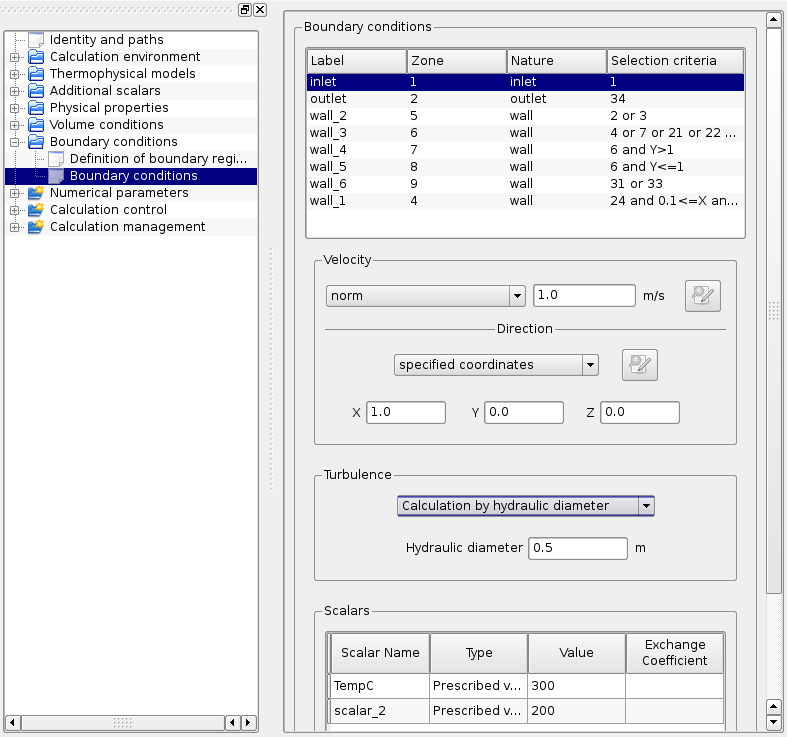 Identity and paths
Calculation environment
Thermophysical models
Additional scalars
Physical properties
Volume conditions
Boundary conditions
Definition of boundary regi...
Boundary conditions
Numerical parameters
Calculation control
Calculation management
Boundary conditions
Label Zone Nature Selection criteria
inlet 1 inlet 1
outlet 2 outlet 34
wall_2 5 wall 2 or 3
wall_3 6 wall 4 or 7 or 21 or 22 ...
wall_4 7 wall 6 and Y>1
wall_5 8 wall 6 and Y<=1
wall_6 9 wall 31 or 33
wall_1 4 wall 24 and 0.1<=X an...
Velocity
norm 1.0 m/s
Direction
specified coordinates
X 1.0 Y 0.0 Z 0.0
Turbulence
Calculation by hydraulic diameter
Hydraulic diameter 0.5 m
Scalars
Scalar Name Type Value Exchange
Coefficient
TempC Prescribed v... 300
scalar_2 Prescribed v... 200